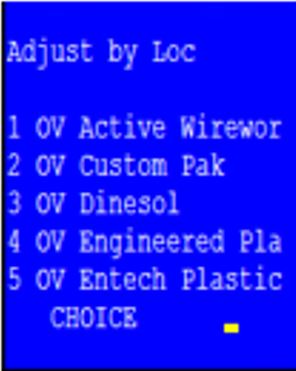 Adjust by Loc
1 OV Active Wirewor
2 OV Custom Pak
3 OV Dinesol
4 OV Engineered Pla
5 OV Entech Plastic
CHOICE